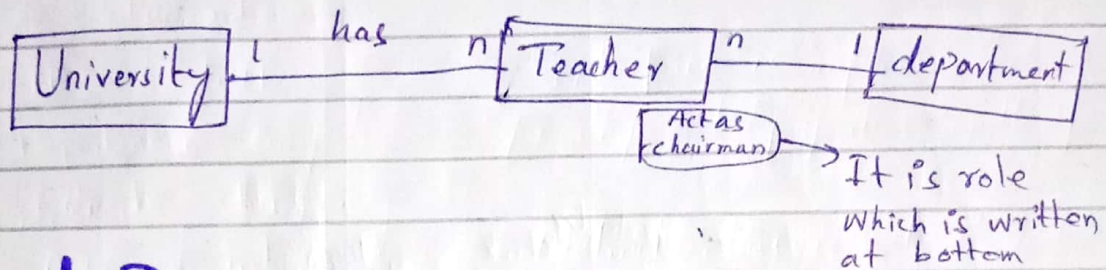 has
University 1 n Teacher n 1 department
Act as
chairman
It is role
which is written
at bottom